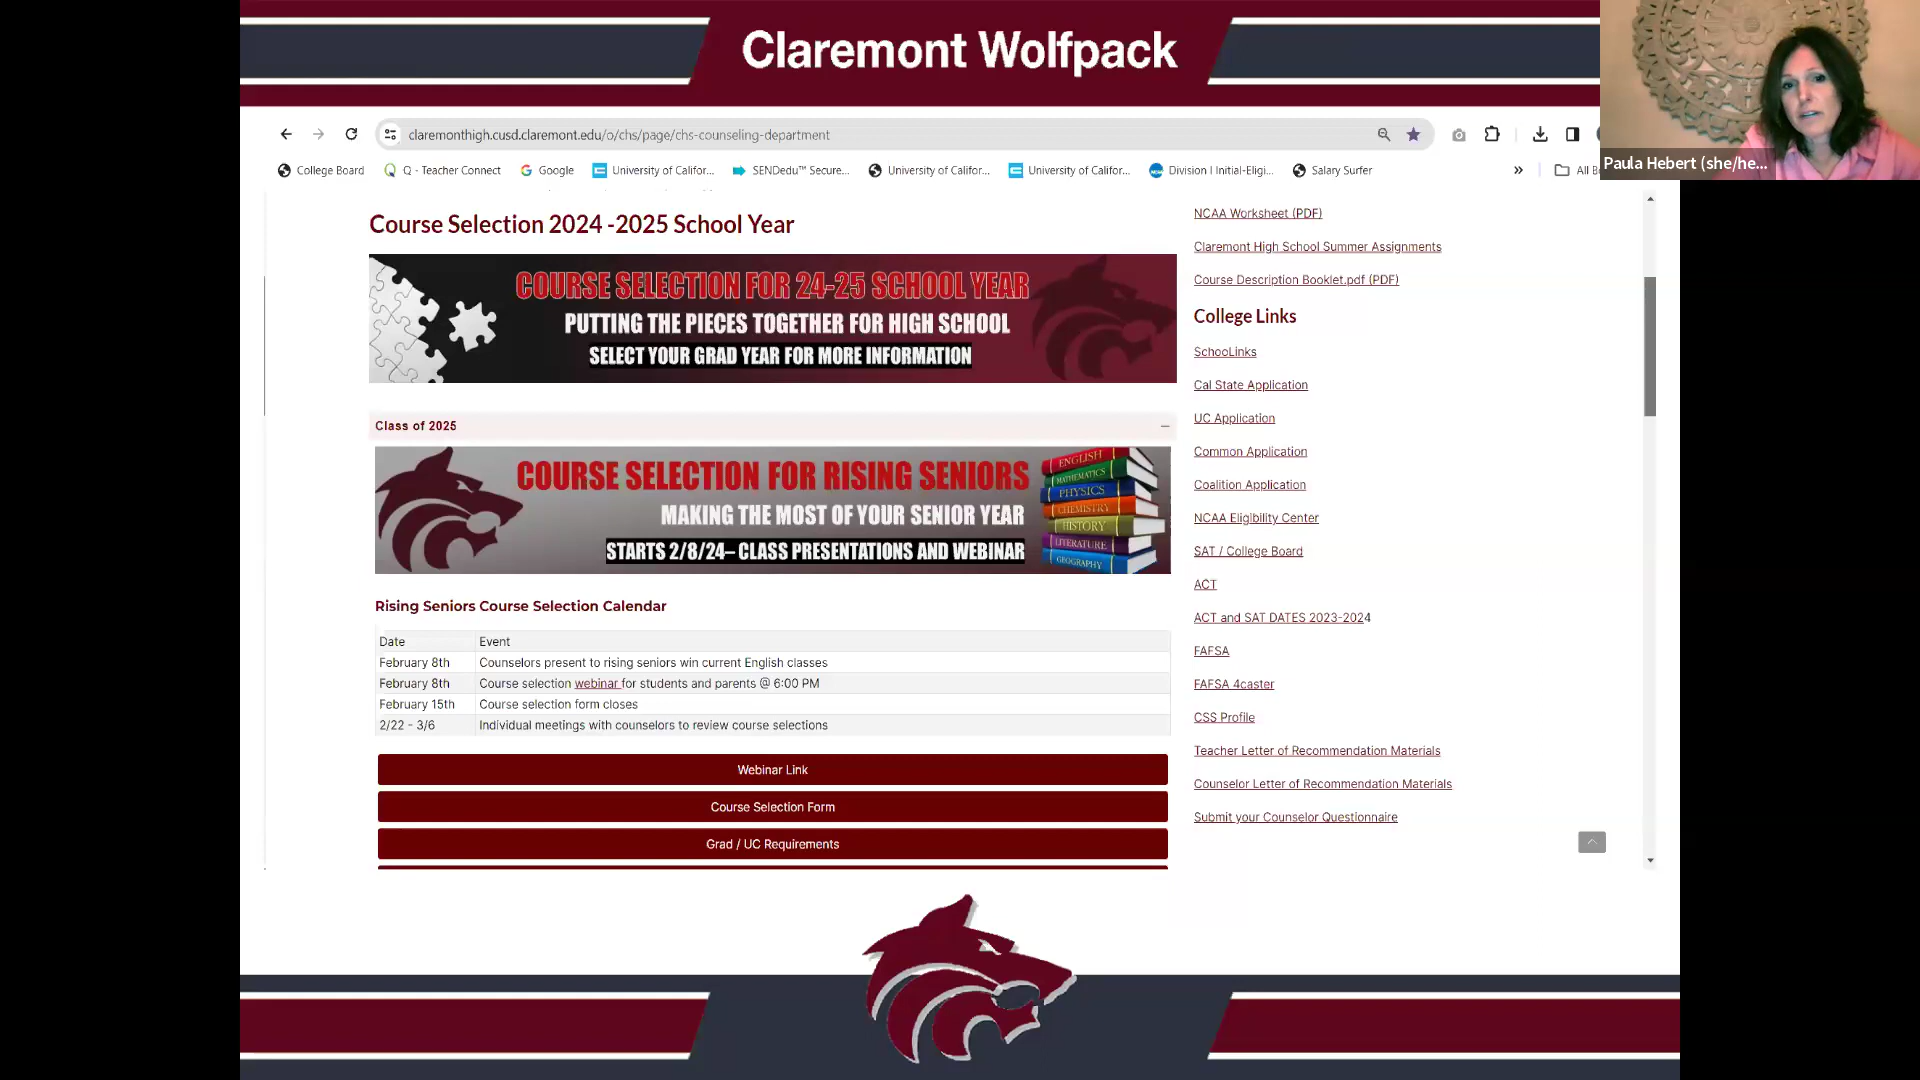 Claremont Wolfpack
Paula Hebert (she/he...
claremonthigh.cusd.claremont.edu/o/chs/page/chs-counseling-department
College Board
Q - Teacher Connect
Google
University of Califor...
SENDedu™ Secure...
University of Califor...
University of Califor...
Division I Initial-Eligi...
Salary Surfer
»
All B
Course Selection 2024 -2025 School Year
COURSE SELECTION FOR 24-25 SCHOOL YEAR
PUTTING THE PIECES TOGETHER FOR HIGH SCHOOL
SELECT YOUR GRAD YEAR FOR MORE INFORMATION
Class of 2025
COURSE SELECTION FOR RISING SENIORS
MAKING THE MOST OF YOUR SENIOR YEAR
STARTS 2/8/24– CLASS PRESENTATIONS AND WEBINAR
ENGLISH
MATHEMATICS
PHYSICS
CHEMISTRY
HISTORY
LITERATURE
GEOGRAPHY
Rising Seniors Course Selection Calendar
Date Event
February 8th Counselors present to rising seniors win current English classes
February 8th Course selection webinar for students and parents @ 6:00 PM
February 15th Course selection form closes
2/22 - 3/6 Individual meetings with counselors to review course selections
Webinar Link
Course Selection Form
Grad / UC Requirements
NCAA Worksheet (PDF)
Claremont High School Summer Assignments
Course Description Booklet.pdf (PDF)
College Links
SchooLinks
Cal State Application
UC Application
Common Application
Coalition Application
NCAA Eligibility Center
SAT / College Board
ACT
ACT and SAT DATES 2023-2024
FAFSA
FAFSA 4caster
CSS Profile
Teacher Letter of Recommendation Materials
Counselor Letter of Recommendation Materials
Submit your Counselor Questionnaire